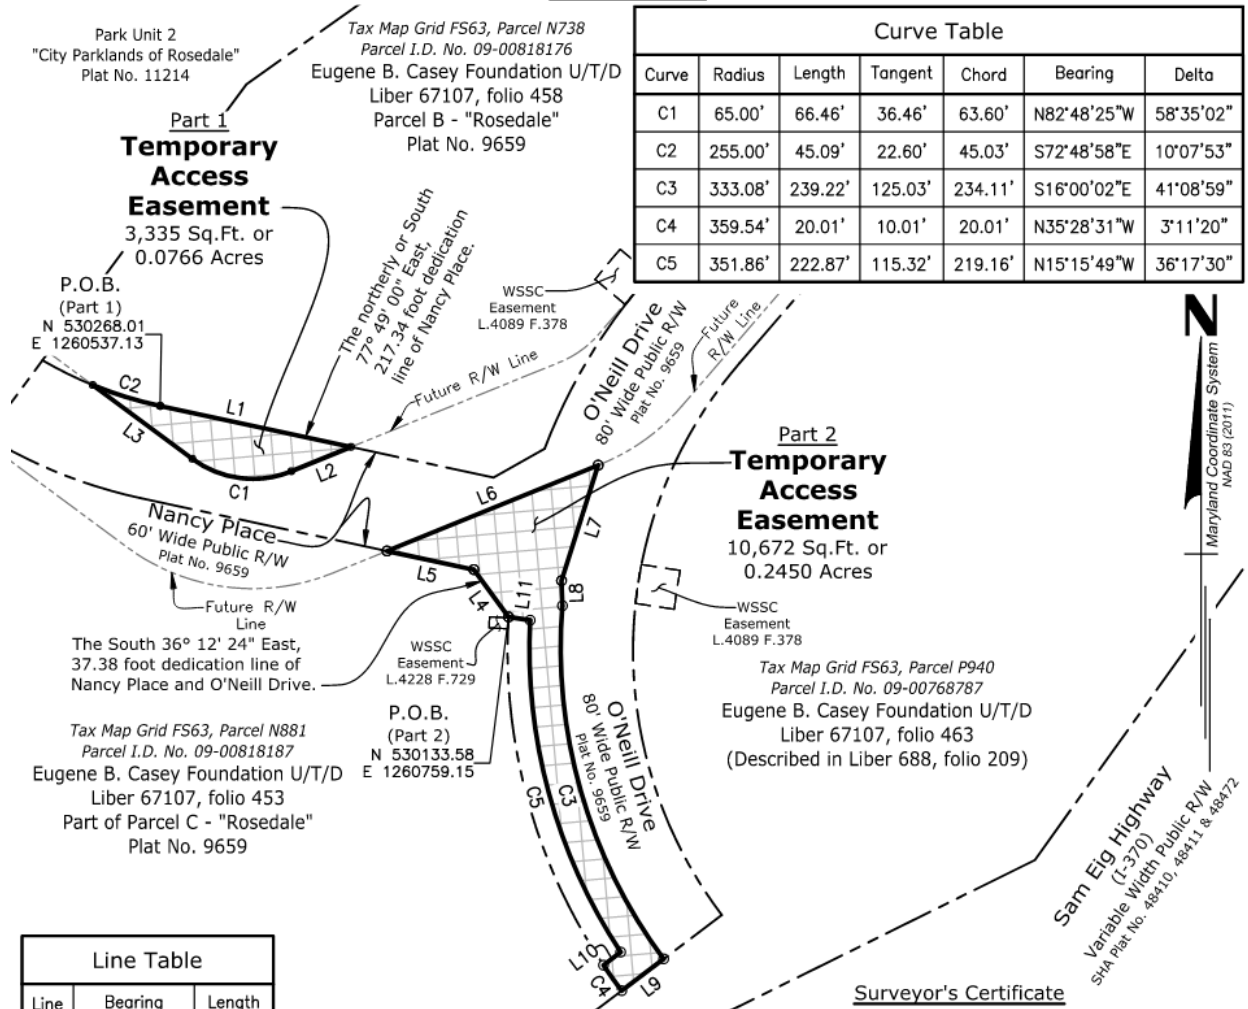 Park Unit 2
"City Parklands of Rosedale"
Plat No. 11214
Tax Map Grid FS63, Parcel N738
Parcel I.D. No. 09-00818176
Eugene B. Casey Foundation U/T/D
Liber 67107, folio 458
Parcel B - "Rosedale"
Plat No. 9659
Curve Table
Curve Radius Length Tangent Chord Bearing Delta
C1 65.00' 66.46' 36.46' 63.60' N82°48'25"W 58°35'02"
C2 255.00' 45.09' 22.60' 45.03' S72°48'58"E 10°07'53"
C3 333.08' 239.22' 125.03' 234.11' S16°00'02"E 41°08'59"
C4 359.54' 20.01' 10.01' 20.01' N35°28'31"W 3°11'20"
C5 351.86' 222.87' 115.32' 219.16' N15°15'49"W 36°17'30"
Part 1
Temporary
Access
Easement
3,335 Sq.Ft. or
0.0766 Acres
P.O.B.
(Part 1)
N 530268.01
E 1260537.13
The northerly or South
77° 49' 00" East,
217.34 foot dedication
line of Nancy Place.
WSSC
Easement
L.4089 F.378
O'Neill Drive
80' Wide Public R/W
Plat No. 9659
Future
R/W Line
Future R/W Line
N
Maryland Coordinate System
NAD 83 (2011)
C2
L1
L3
L2
C1
Nancy Place
60' Wide Public R/W
Plat No. 9659
Future R/W
Line
L6
L7
L5
L4
L11
L8
Part 2
Temporary
Access
Easement
10,672 Sq.Ft. or
0.2450 Acres
WSSC
Easement
L.4089 F.378
The South 36° 12' 24" East,
37.38 foot dedication line of
Nancy Place and O'Neill Drive.
WSSC
Easement
L.4228 F.729
P.O.B.
(Part 2)
N 530133.58
E 1260759.15
Tax Map Grid FS63, Parcel P940
Parcel I.D. No. 09-00768787
Eugene B. Casey Foundation U/T/D
Liber 67107, folio 463
(Described in Liber 688, folio 209)
Tax Map Grid FS63, Parcel N881
Parcel I.D. No. 09-00818187
Eugene B. Casey Foundation U/T/D
Liber 67107, folio 453
Part of Parcel C - "Rosedale"
Plat No. 9659
C5
C3
O'Neill Drive
80' Wide Public R/W
Plat No. 9659
L10
C4
L9
Sam Eig Highway
(I-370)
Variable Width Public R/W
SHA Plat No. 48410, 48411 & 48472
Line Table
Line Bearing Length
Surveyor's Certificate